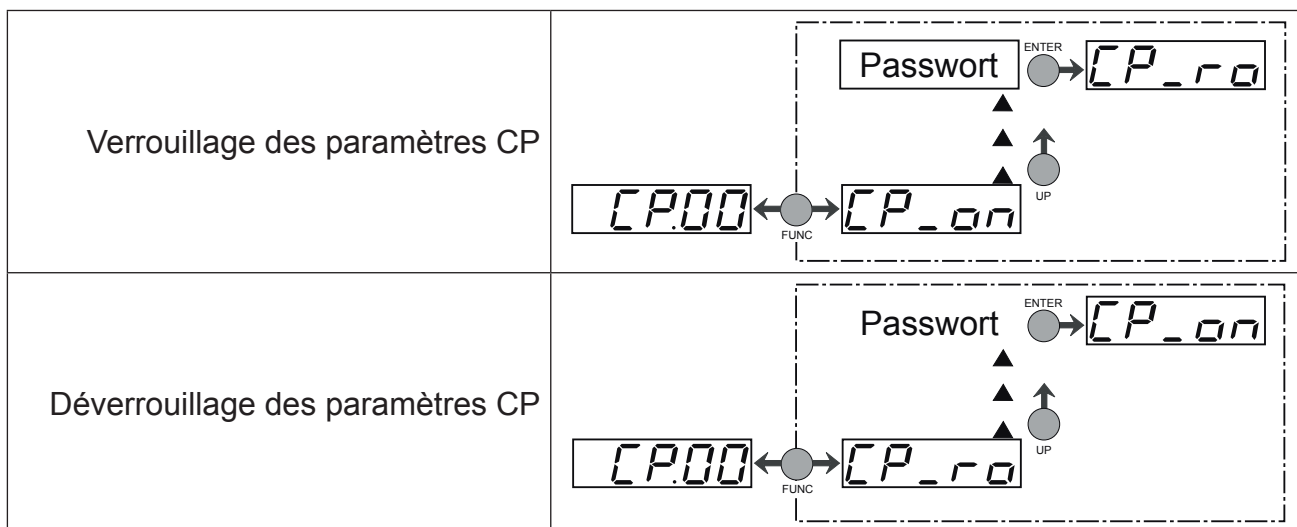 Verrouillage des paramètres CP
Passwort
ENTER
CP_ro
UP
CP.00
FUNC
CP_on
Déverrouillage des paramètres CP
Passwort
ENTER
CP_on
UP
CP.00
FUNC
CP_ro